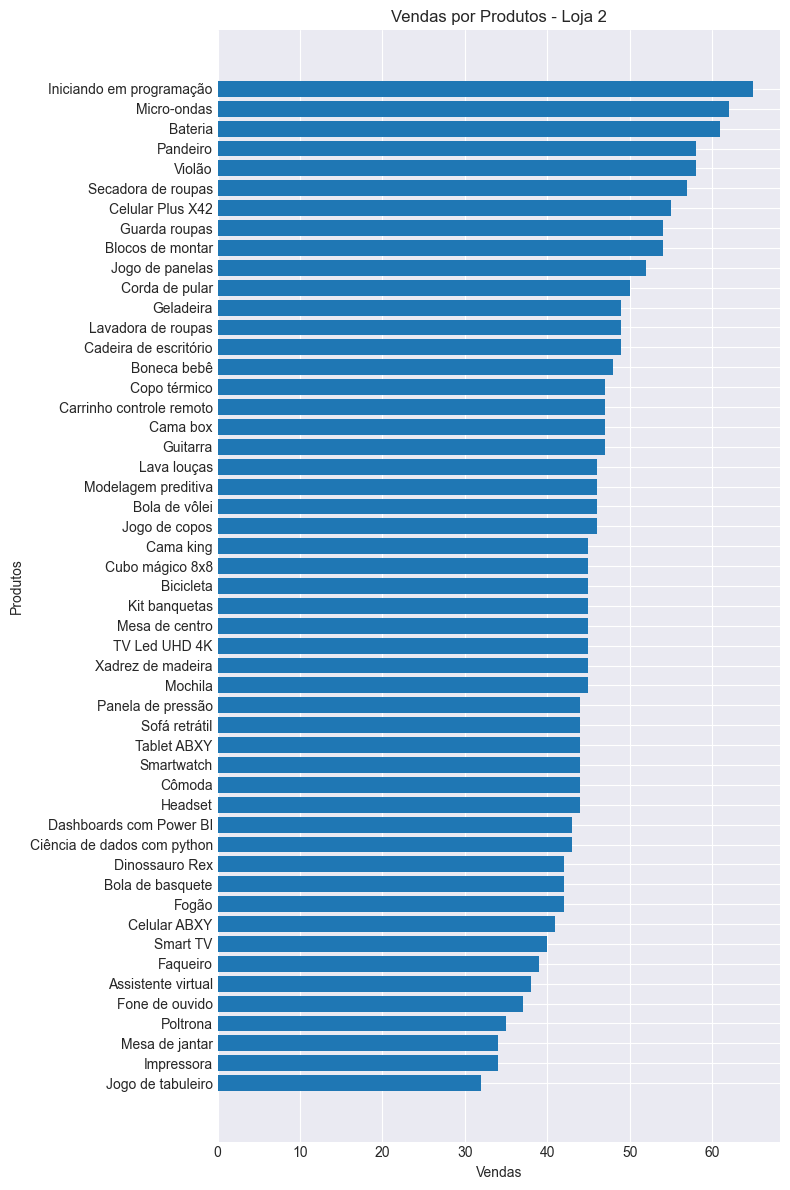 Vendas por Produtos - Loja 2
Iniciando em programação
Micro-ondas
Bateria
Pandeiro
Violão
Secadora de roupas
Celular Plus X42
Guarda roupas
Blocos de montar
Jogo de panelas
Corda de pular
Geladeira
Lavadora de roupas
Cadeira de escritório
Boneca bebê
Copo térmico
Carrinho controle remoto
Cama box
Guitarra
Lava louças
Modelagem preditiva
Bola de vôlei
Jogo de copos
Cama king
Cubo mágico 8x8
Bicicleta
Kit banquetas
Mesa de centro
TV Led UHD 4K
Xadrez de madeira
Mochila
Panela de pressão
Sofá retrátil
Tablet ABXY
Smartwatch
Cômoda
Headset
Dashboards com Power BI
Ciência de dados com python
Dinossauro Rex
Bola de basquete
Fogão
Celular ABXY
Smart TV
Faqueiro
Assistente virtual
Fone de ouvido
Poltrona
Mesa de jantar
Impressora
Jogo de tabuleiro
Produtos
0 10 20 30 40 50 60
Vendas